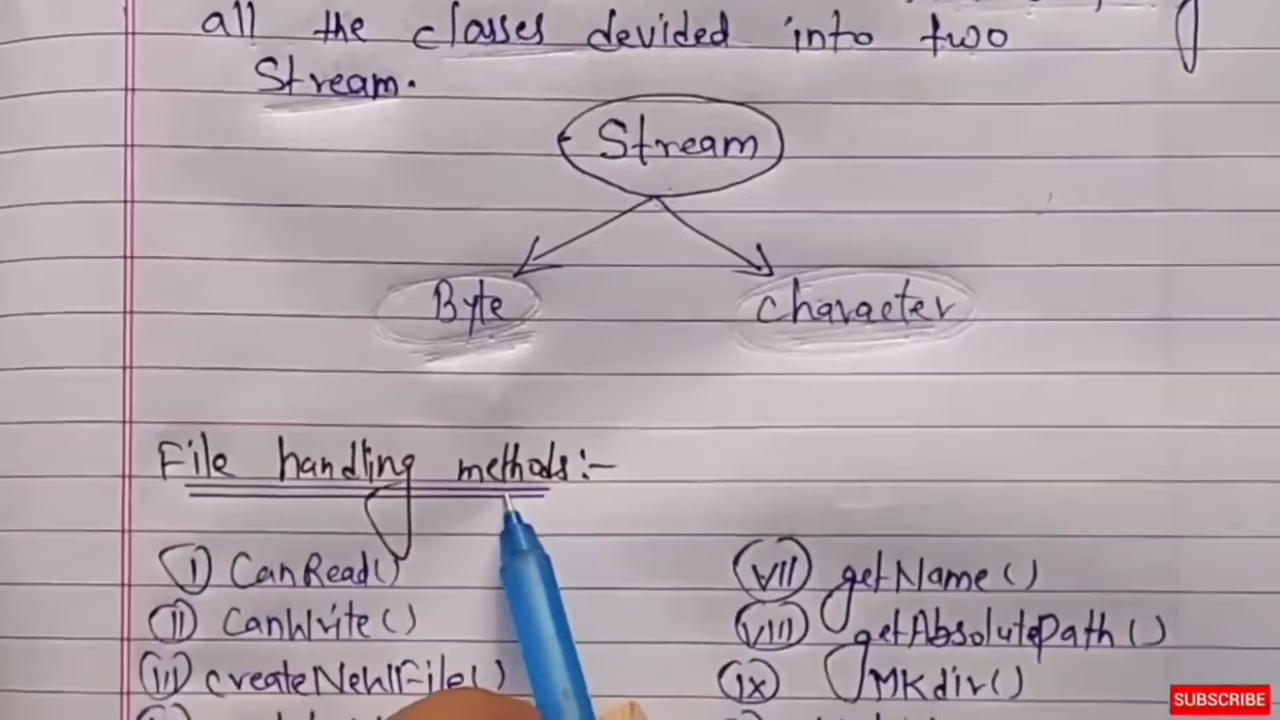 all the classes devided into two
Stream.
Stream
Byte
character
File handling methods:-
i) CanRead()
ii) CanWrite()
iii) createNewFile()
vii) getName()
viii) getAbsolutePath()
ix) MKdir()
SUBSCRIBE